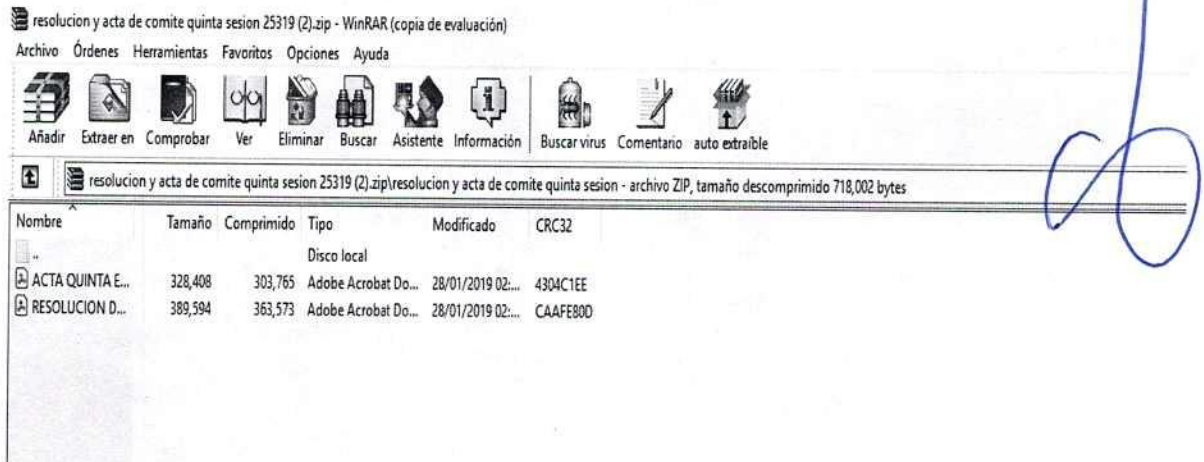 resolucion y acta de comite quinta sesion 25319 (2).zip - WinRAR (copia de evaluación)
Archivo Órdenes Herramientas Favoritos Opciones Ayuda
Añadir Extraer en Comprobar Ver Eliminar Buscar Asistente Información Buscar virus Comentario auto extraíble
resolucion y acta de comite quinta sesion 25319 (2).zip\resolucion y acta de comite quinta sesion - archivo ZIP, tamaño descomprimido 718,002 bytes
Nombre Tamaño Comprimido Tipo Modificado CRC32
.. Disco local
ACTA QUINTA E... 328,408 303,765 Adobe Acrobat Do... 28/01/2019 02:... 4304C1EE
RESOLUCION D... 389,594 363,573 Adobe Acrobat Do... 28/01/2019 02:... CAAFE80D